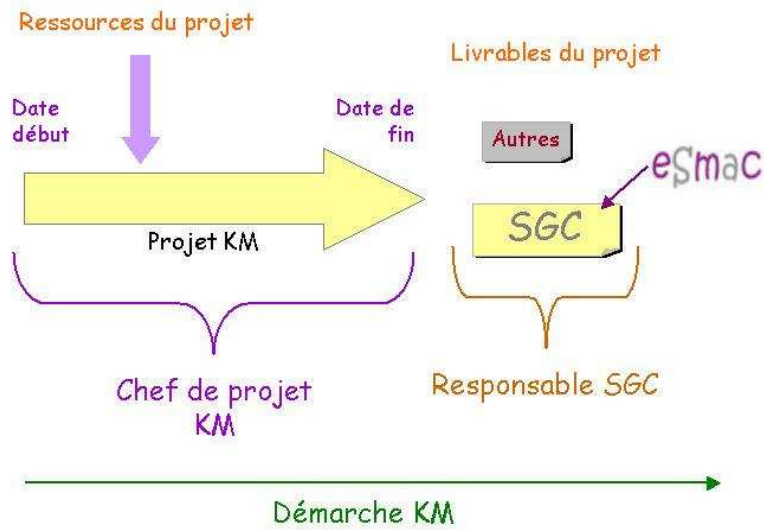 Ressources du projet
Livrables du projet
Date
début
Date de
fin
Autres
eSmac
SGC
Projet KM
Chef de projet
KM
Responsable SGC
Démarche KM